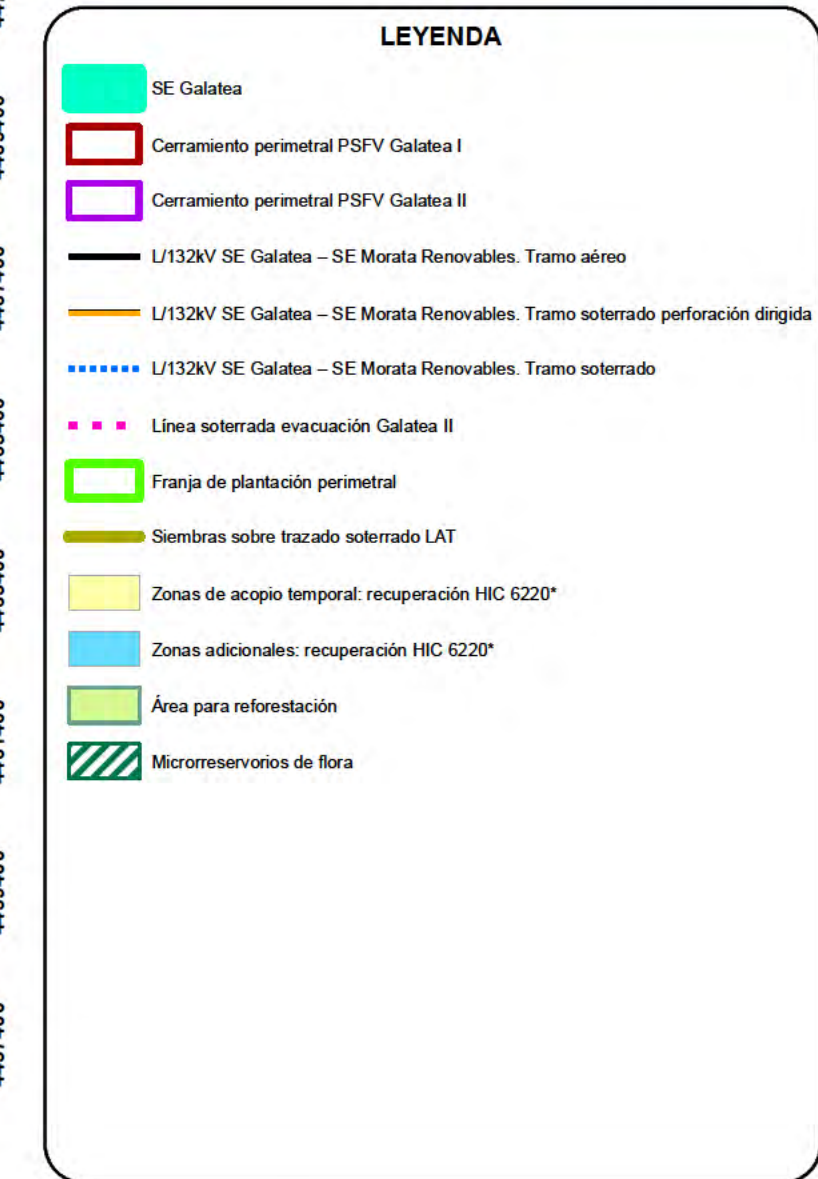 LEYENDA
SE Galatea
Cerramiento perimetral PSFV Galatea I
Cerramiento perimetral PSFV Galatea II
L/132kV SE Galatea – SE Morata Renovables. Tramo aéreo
L/132kV SE Galatea – SE Morata Renovables. Tramo soterrado perforación dirigida
L/132kV SE Galatea – SE Morata Renovables. Tramo soterrado
Línea soterrada evacuación Galatea II
Franja de plantación perimetral
Siembras sobre trazado soterrado LAT
Zonas de acopio temporal: recuperación HIC 6220*
Zonas adicionales: recuperación HIC 6220*
Área para reforestación
Microrreservorios de flora